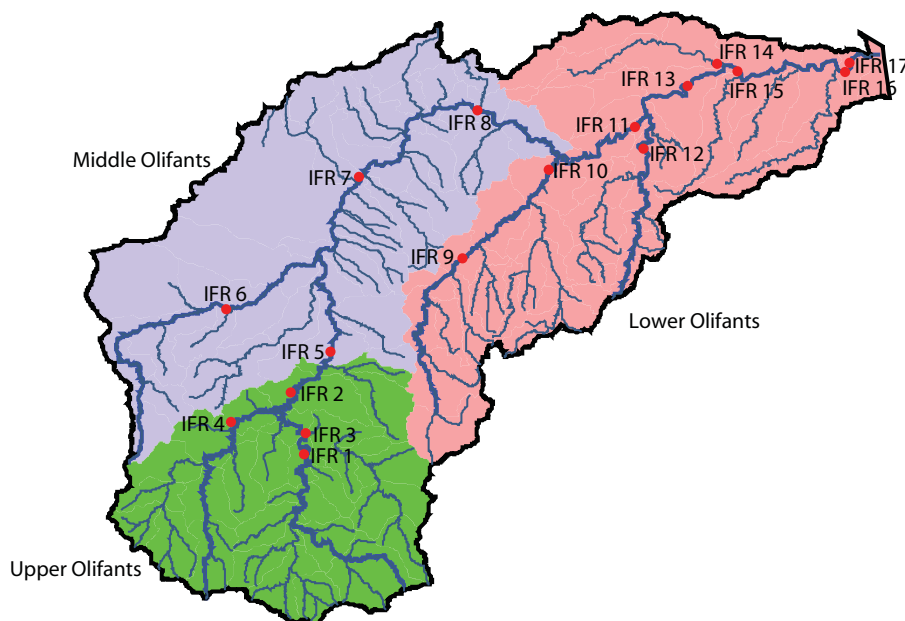 IFR 14
IFR 17
IFR 13
IFR 15
IFR 16
IFR 8
IFR 11
Middle Olifants
IFR 12
IFR 7
IFR 10
IFR 9
IFR 6
Lower Olifants
IFR 5
IFR 2
IFR 4
IFR 3
IFR 1
Upper Olifants